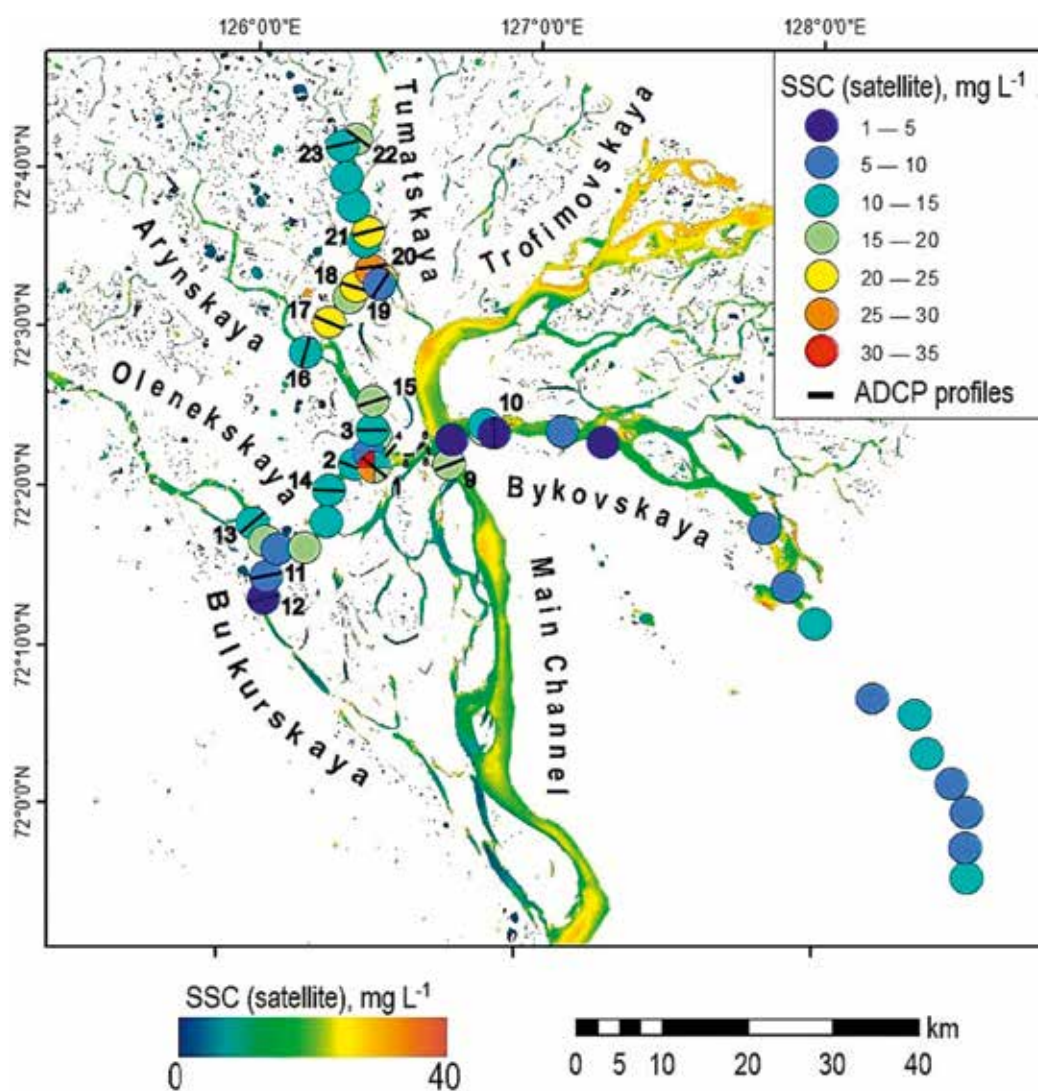 126°0'0"E 127°0'0"E 128°0'0"E
SSC (satellite), mg L⁻¹
1 — 5
5 — 10
10 — 15
15 — 20
20 — 25
25 — 30
30 — 35
ADCP profiles
72°40'0"N
72°30'0"N
72°20'0"N
72°10'0"N
72°0'0"N
Tumatskaya
Trofimovskaya
Arynskaya
Olenekskaya
Bykovskaya
Bulkurskaya
Main Channel
23
22
21
20
18
19
17
16
15
10
3
2
9
14
1
13
11
12
SSC (satellite), mg L⁻¹
0 40
km
0 5 10 20 30 40